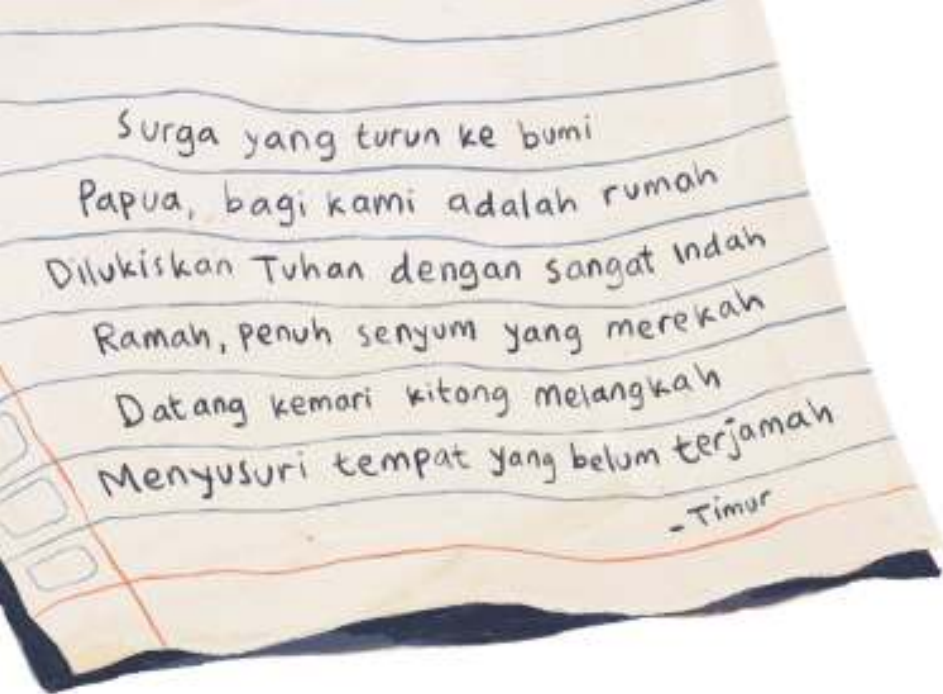 Surga yang turun ke bumi
Papua, bagi kami adalah rumah
Dilukiskan Tuhan dengan sangat Indah
Ramah, penuh senyum yang merekah
Datang kemari kitong melangkah
Menyusuri tempat yang belum terjamah
-Timur